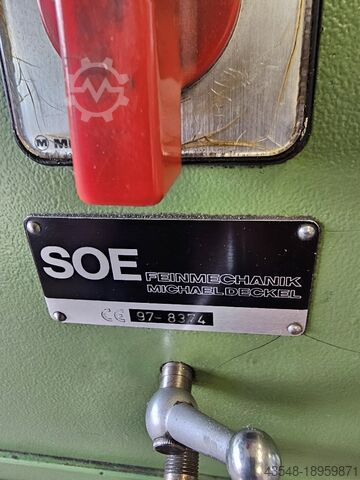 SOE FEINMECHANIK
MICHAEL DECKEL
CE 97-8374
43548-18959871